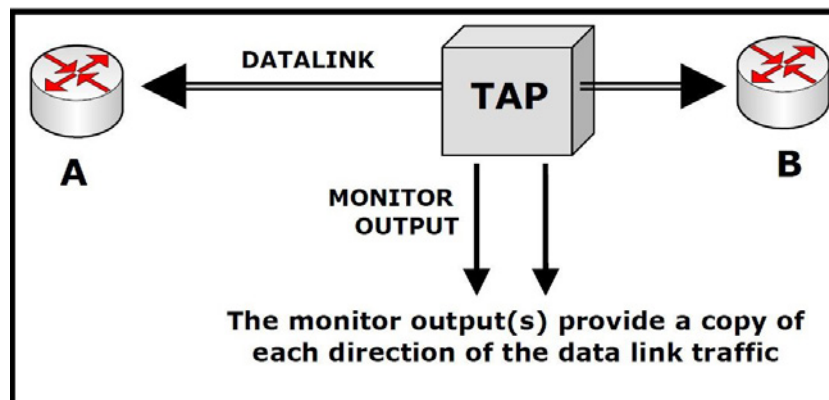 DATALINK
TAP
A
B
MONITOR
OUTPUT
The monitor output(s) provide a copy of
each direction of the data link traffic